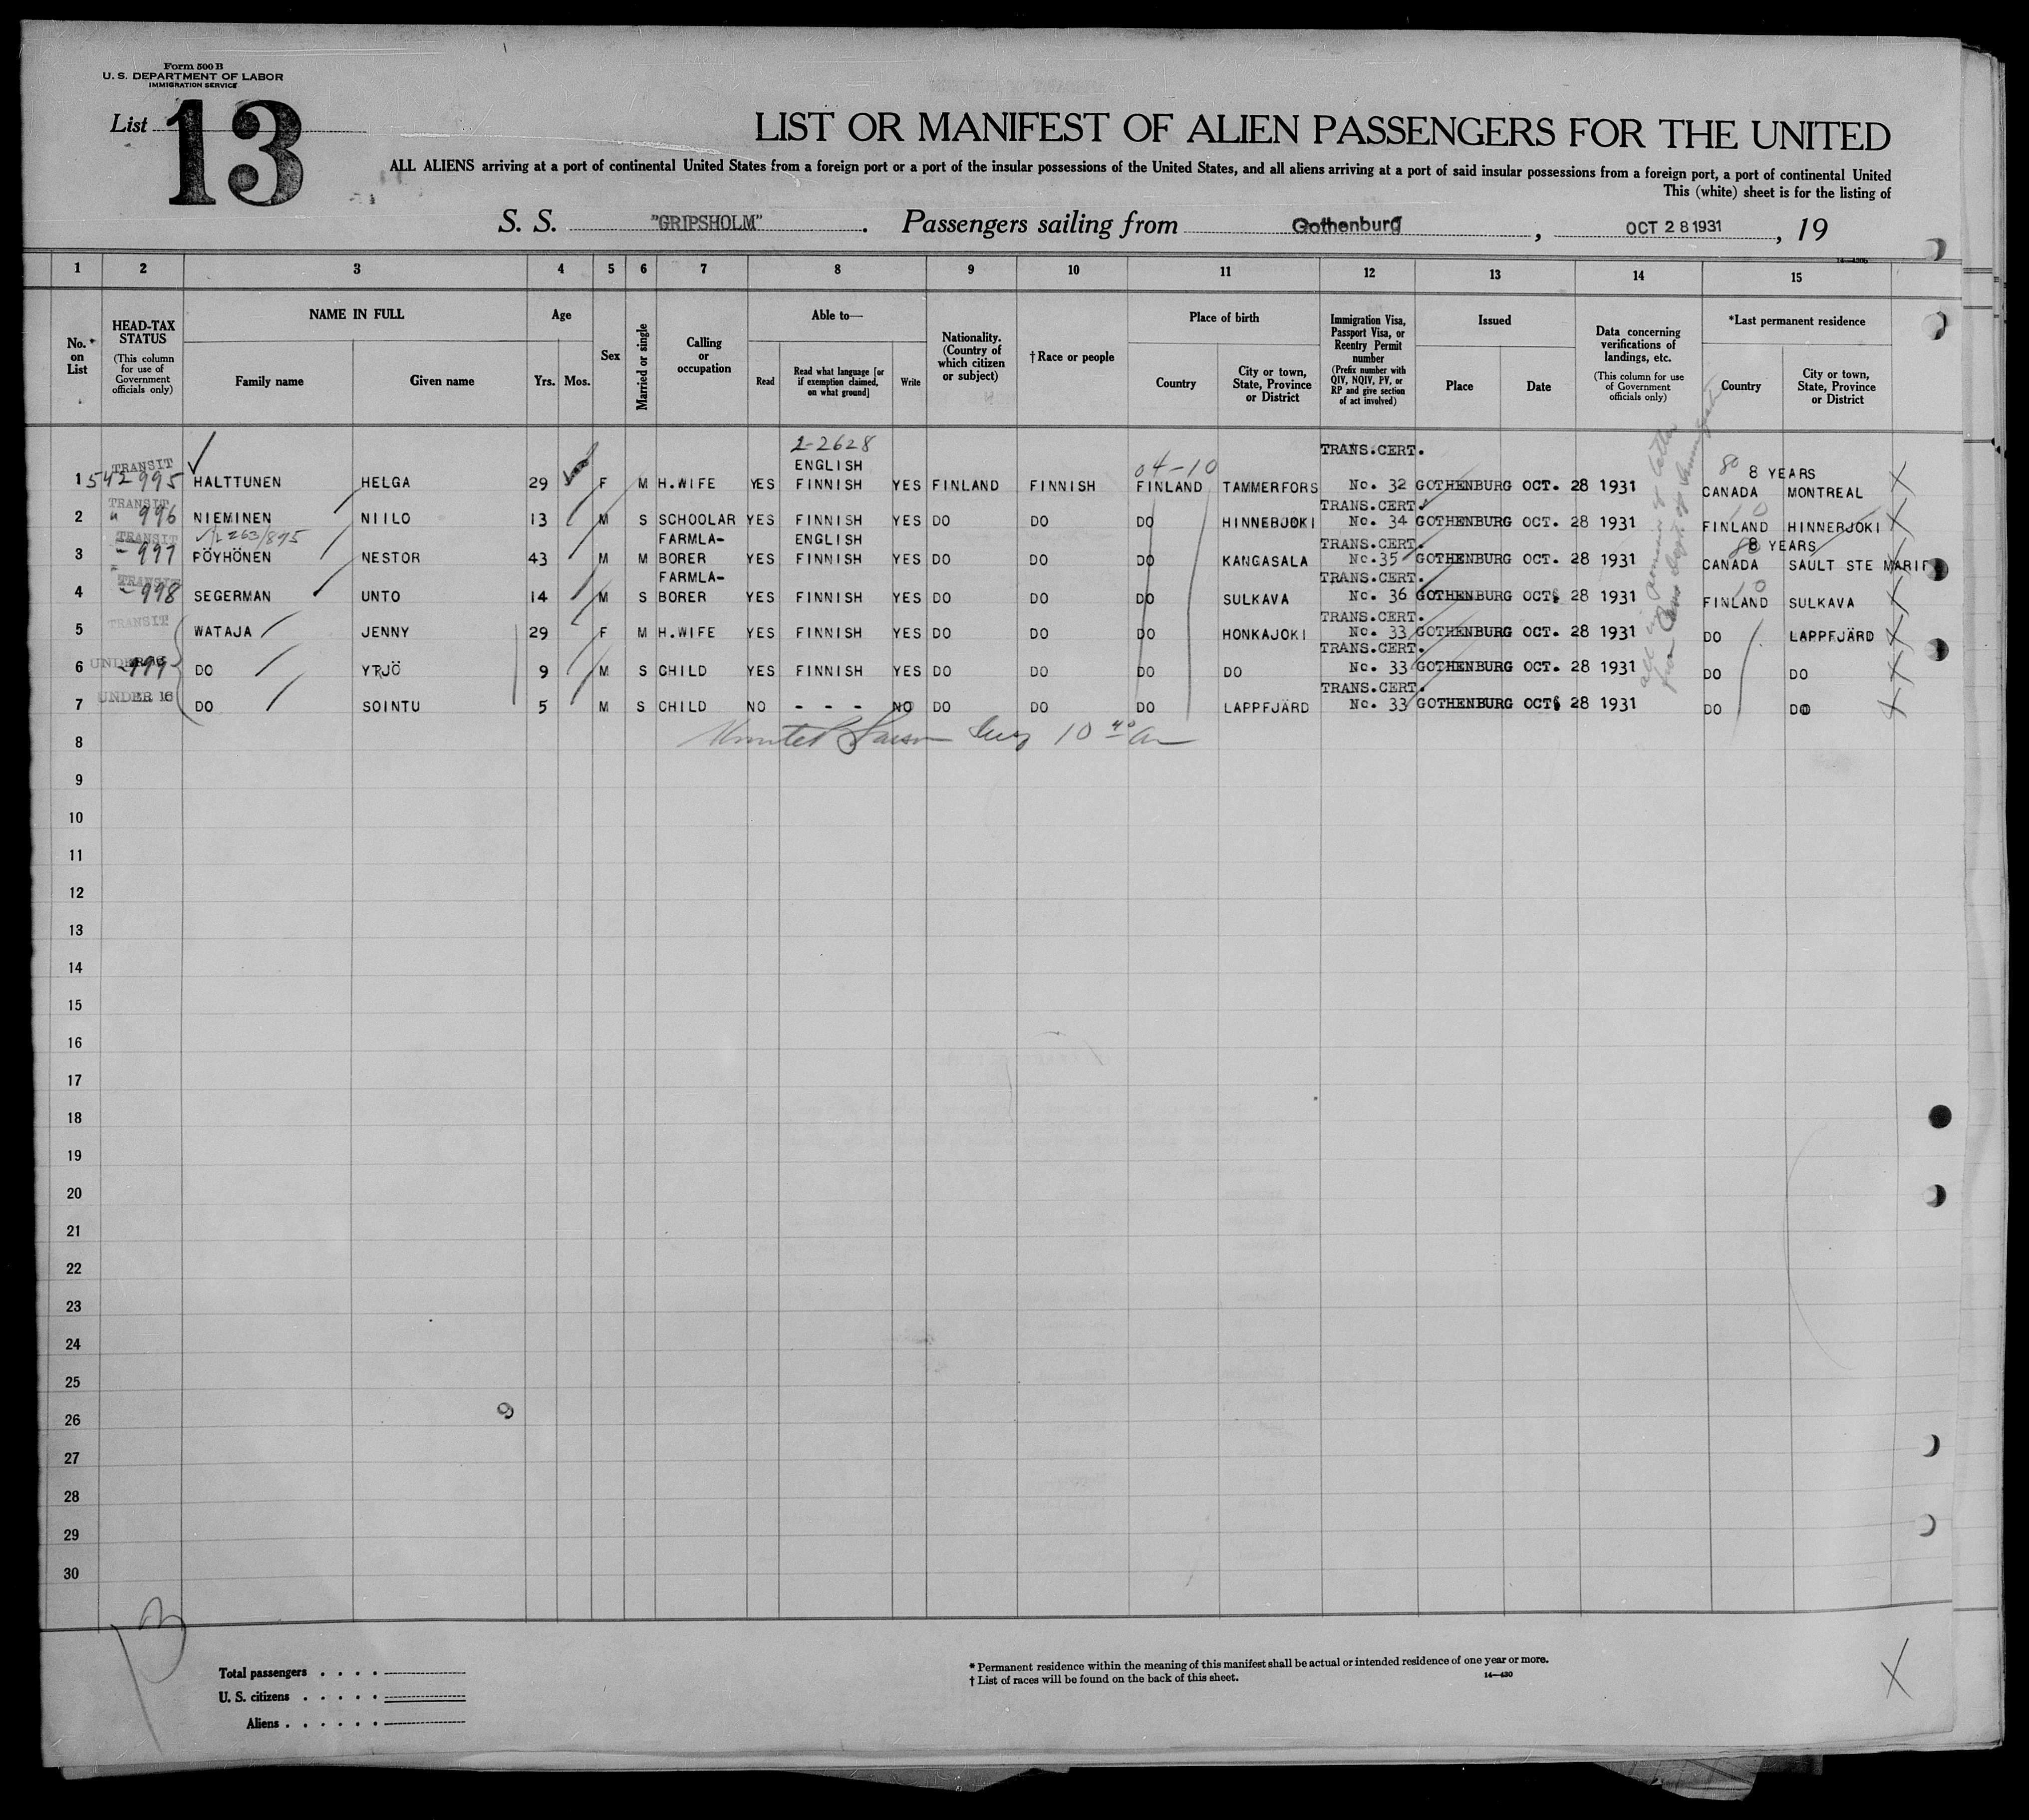 Form 500 B
U. S. DEPARTMENT OF LABOR
IMMIGRATION SERVICE
List 13
LIST OR MANIFEST OF ALIEN PASSENGERS FOR THE UNITED
ALL ALIENS arriving at a port of continental United States from a foreign port or a port of the insular possessions of the United States, and all aliens arriving at a port of said insular possessions from a foreign port, a port of continental United
This (white) sheet is for the listing of
S. S. "GRIPSHOLM". Passengers sailing from Gothenburg, OCT 28 1931, 19
1 2 3 4 5 6 7 8 9 10 11 12 13 14 15
No. on List
HEAD-TAX STATUS (This column for use of Government officials only)
NAME IN FULL Family name Given name
Age Yrs. Mos.
Sex
Married or single
Calling or occupation
Able to— Read Read what language [or if exemption claimed, on what ground] Write
Nationality. (Country of which citizen or subject)
† Race or people
Place of birth Country City or town, State, Province or District
Immigration Visa, Passport Visa, or Reentry Permit number (Prefix number with QIV, NQIV, PV, or RP and give section of act involved)
Issued Place Date
Data concerning verifications of landings, etc. (This column for use of Government officials only)
*Last permanent residence Country City or town, State, Province or District
2-2628
TRANSIT ENGLISH 04-10 TRANS.CERT. 80 8 YEARS
1 542 995 HALTTUNEN HELGA 29 F M H.WIFE YES FINNISH YES FINLAND FINNISH FINLAND TAMMERFORS No. 32 GOTHENBURG OCT. 28 1931 CANADA MONTREAL
TRANSIT TRANS.CERT.
2 " 996 NIEMINEN NIILO 13 M S SCHOOLAR YES FINNISH YES DO DO DO HINNERJOKI No. 34 GOTHENBURG OCT. 28 1931 FINLAND HINNERJOKI
TRANSIT 263/895 FARMLA- ENGLISH TRANS.CERT. 80 8 YEARS
3 - 997 PÖYHÖNEN NESTOR 43 M M BORER YES FINNISH YES DO DO DO KANGASALA No.35 GOTHENBURG OCT. 28 1931 CANADA SAULT STE MARIE
TRANSIT FARMLA- TRANS.CERT.
4 - 998 SEGERMAN UNTO 14 M S BORER YES FINNISH YES DO DO DO SULKAVA No. 36 GOTHENBURG OCT. 28 1931 FINLAND SULKAVA
TRANSIT TRANS.CERT.
5 WATAJA JENNY 29 F M H.WIFE YES FINNISH YES DO DO DO HONKAJOKI No. 33 GOTHENBURG OCT. 28 1931 DO LAPPFJÄRD
UNDER 16 TRANS.CERT.
6 - 999 DO YRJÖ 9 M S CHILD YES FINNISH YES DO DO DO DO No. 33 GOTHENBURG OCT. 28 1931 DO DO
UNDER 16 TRANS.CERT.
7 DO SOINTU 5 M S CHILD NO - - - NO DO DO DO LAPPFJÄRD No. 33 GOTHENBURG OCT. 28 1931 DO DO
8 10 40 am
9
10
11
12
13
14
15
16
17
18
19
20
21
22
23
24
25
26
27
28
29
30
Total passengers . . . .
U. S. citizens . . . . .
Aliens . . . . . .
* Permanent residence within the meaning of this manifest shall be actual or intended residence of one year or more.
† List of races will be found on the back of this sheet.
14—430